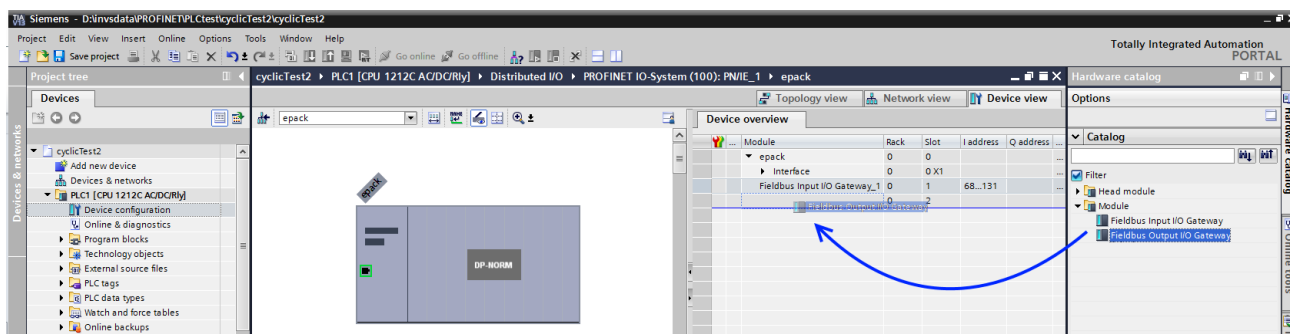 Siemens - D:\invsdata\PROFINET\PLCtest\cyclicTest2\cyclicTest2
Project Edit View Insert Online Options Tools Window Help
Totally Integrated Automation
PORTAL
Save project
Go online Go offline
Project tree
cyclicTest2 PLC1 [CPU 1212C AC/DC/Rly] Distributed I/O PROFINET IO-System (100): PN/IE_1 epack
Hardware catalog
Devices
Topology view Network view Device view
Options
epack
Device overview
Devices & networks
Hardware Catalog
Online tools
... Module Rack Slot I address Q address ...
epack 0 0 ...
Interface 0 0 X1 ...
Fieldbus Input I/O Gateway_1 0 1 68...131 ...
0 2
Fieldbus Output I/O Gateway
Catalog
Filter
Head module
Module
Fieldbus Input I/O Gateway
Fieldbus Output I/O Gateway
cyclicTest2
Add new device
Devices & networks
PLC1 [CPU 1212C AC/DC/Rly]
Device configuration
Online & diagnostics
Program blocks
Technology objects
External source files
PLC tags
PLC data types
Watch and force tables
Online backups
epack
DP-NORM